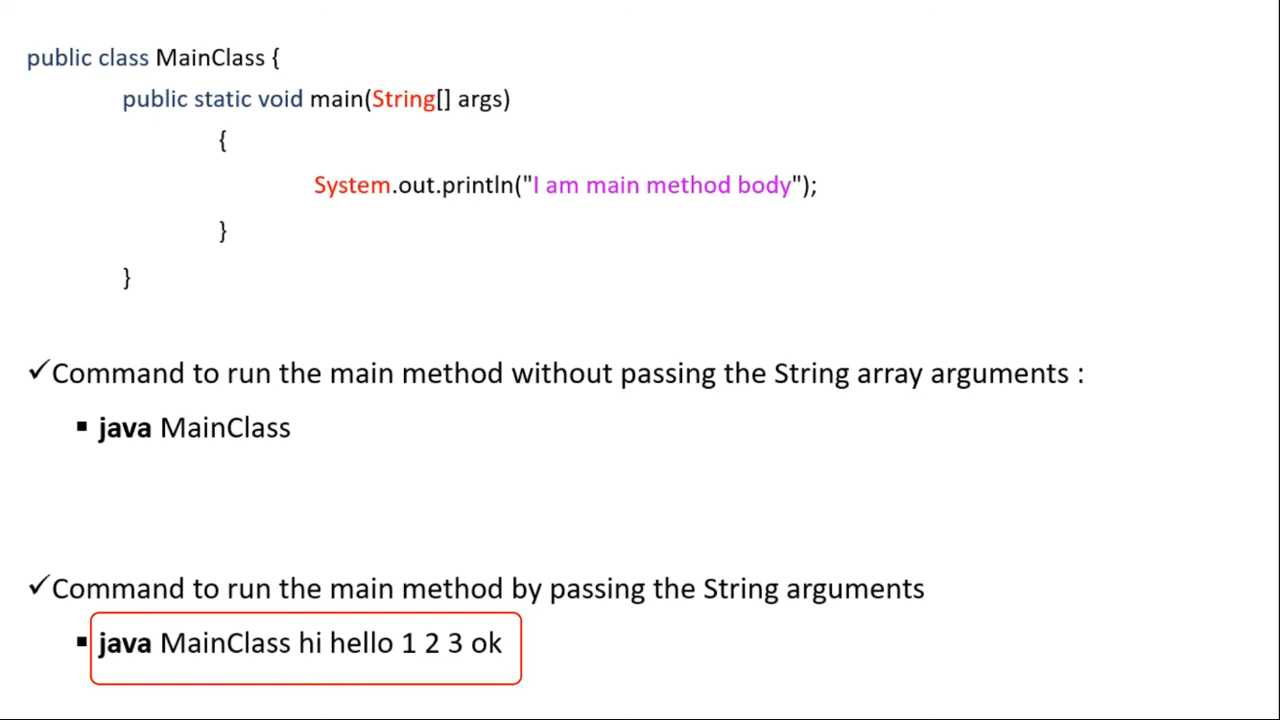 public class MainClass {
public static void main(String[] args)
{
System.out.println("I am main method body");
}
}
✓Command to run the main method without passing the String array arguments :
▪ java MainClass
✓Command to run the main method by passing the String arguments
▪ java MainClass hi hello 1 2 3 ok